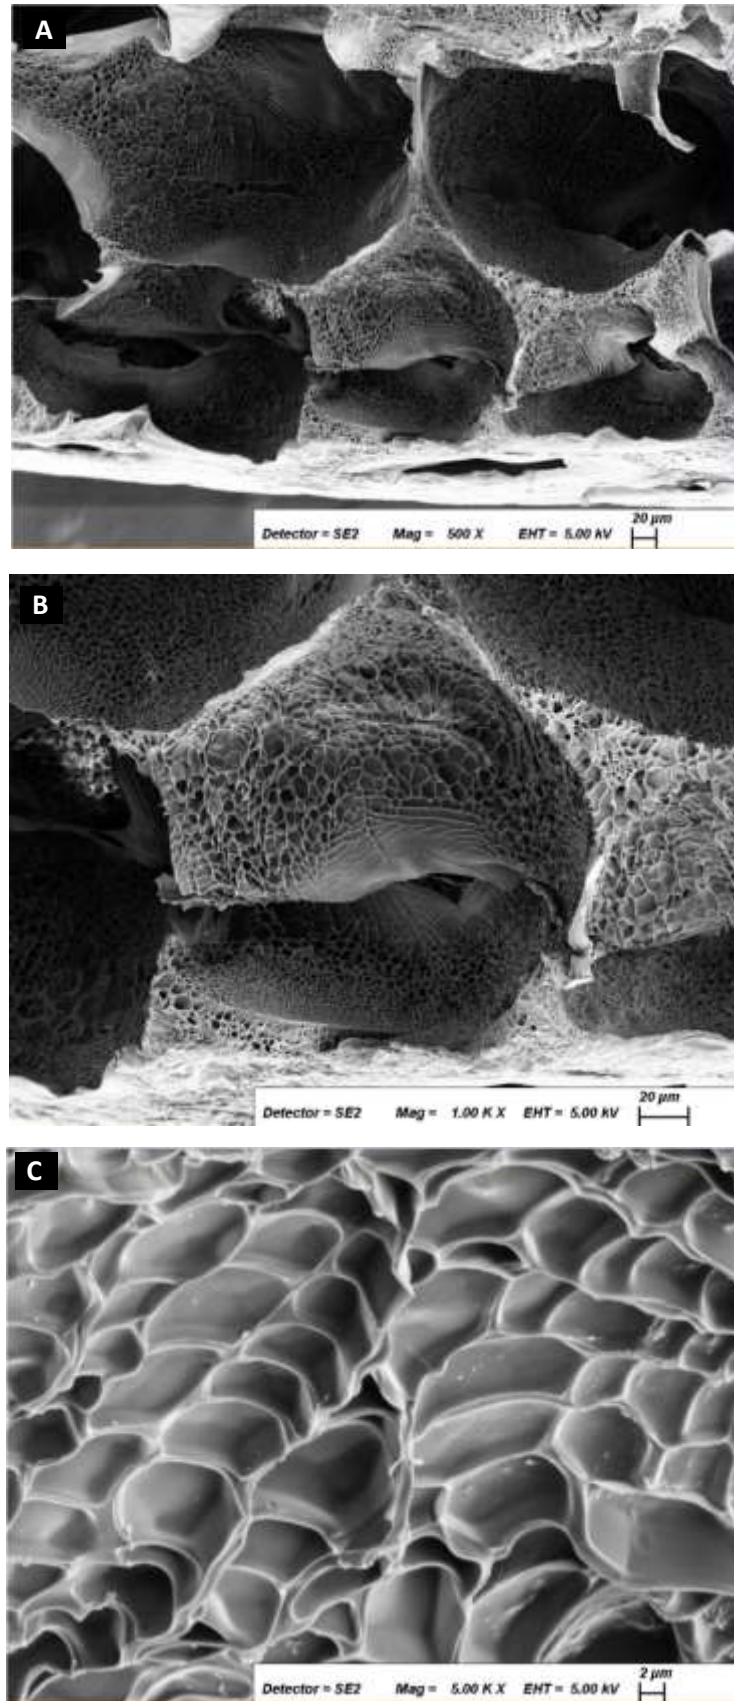 A
20 µm
Detector = SE2 Mag = 500 X EHT = 5.00 kV
B
20 µm
Detector = SE2 Mag = 1.00 K X EHT = 5.00 kV
C
2 µm
Detector = SE2 Mag = 5.00 K X EHT = 5.00 kV